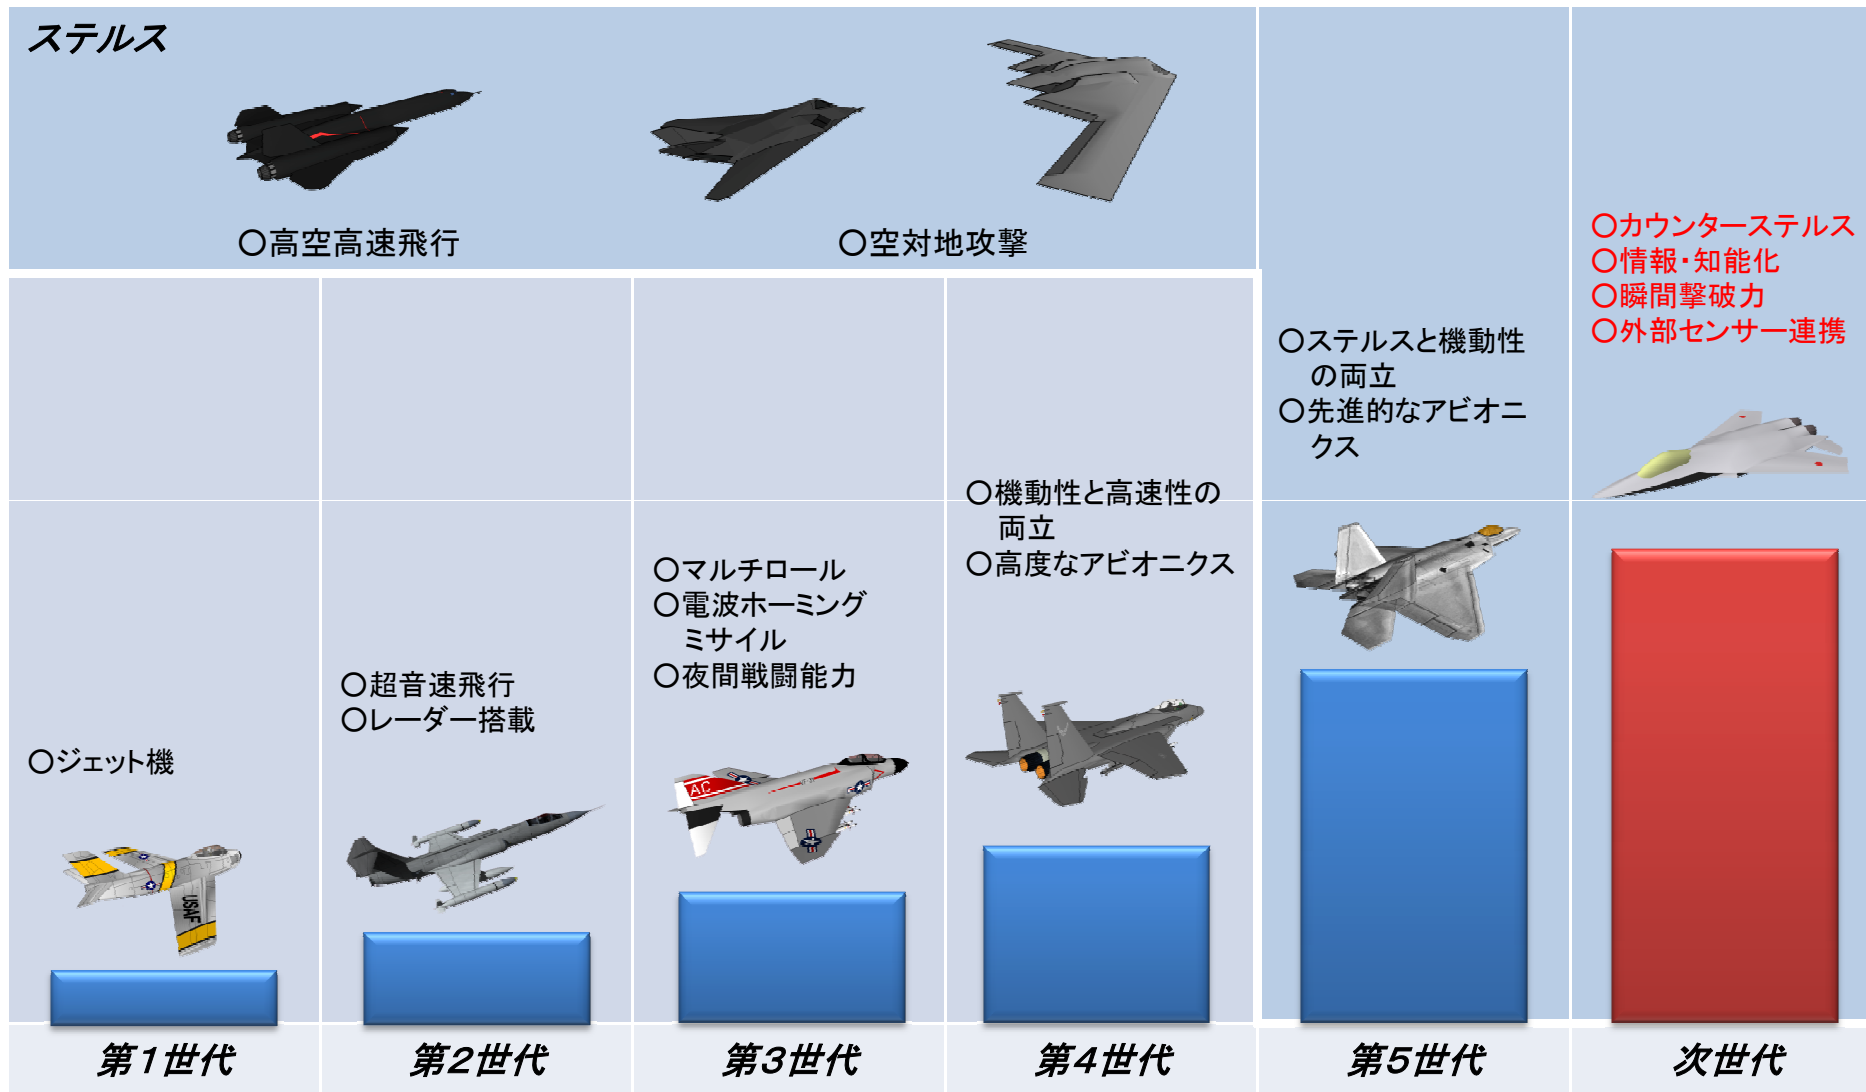 ステルス
○高空高速飛行
○空対地攻撃
○カウンターステルス
○情報・知能化
○瞬間撃破力
○外部センサー連携
○ステルスと機動性
の両立
○先進的なアビオニ
クス
○機動性と高速性の
両立
○高度なアビオニクス
○マルチロール
○電波ホーミング
ミサイル
○夜間戦闘能力
○超音速飛行
○レーダー搭載
○ジェット機
AC
USAF
第1世代
第2世代
第3世代
第4世代
第5世代
次世代